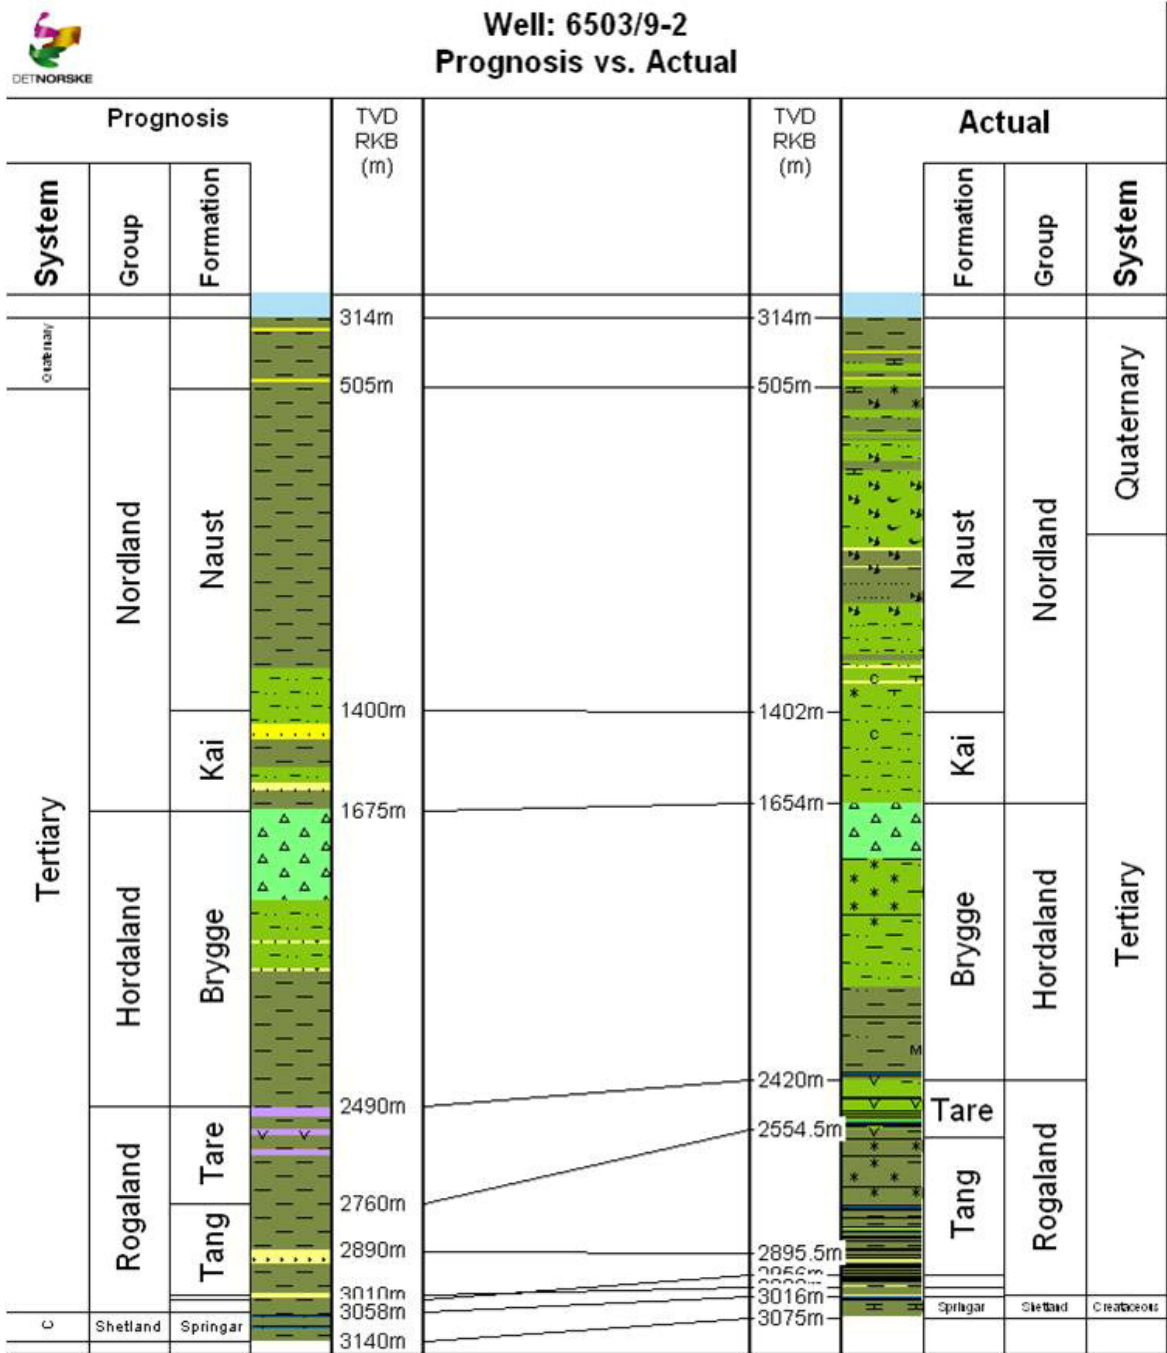 Well: 6503/9-2
Prognosis vs. Actual
DETNORSKE
Prognosis
TVD
RKB
(m)
TVD
RKB
(m)
Actual
System
Group
Formation
Formation
Group
System
314m
314m
Quaternary
505m
505m
Quaternary
Nordland
Naust
Naust
Nordland
1400m
1402m
Kai
Kai
1675m
1654m
Tertiary
Hordaland
Brygge
Brygge
Hordaland
Tertiary
2490m
2420m
Tare
Tare
2554.5m
Rogaland
2760m
Tang
Tang
Rogaland
2890m
2895.5m
3010m
2956m
3058m
3016m
Springar
Shetland
Creataceous
3075m
C
Shetland
Springar
3140m